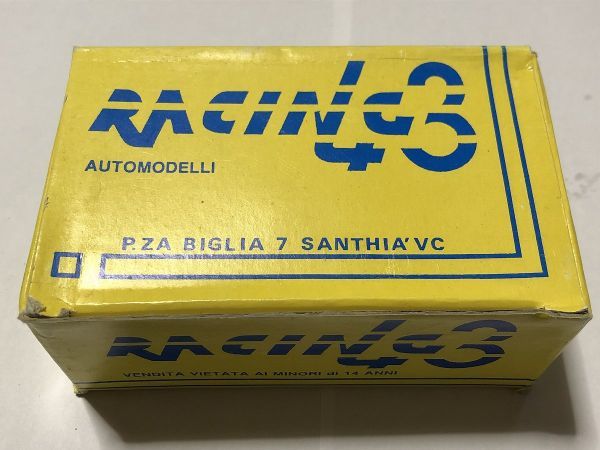 RACING 43
AUTOMODELLI
P.ZA BIGLIA 7 SANTHIA' VC
RACING 43
VENDITA VIETATA AI MINORI di 14 ANNI